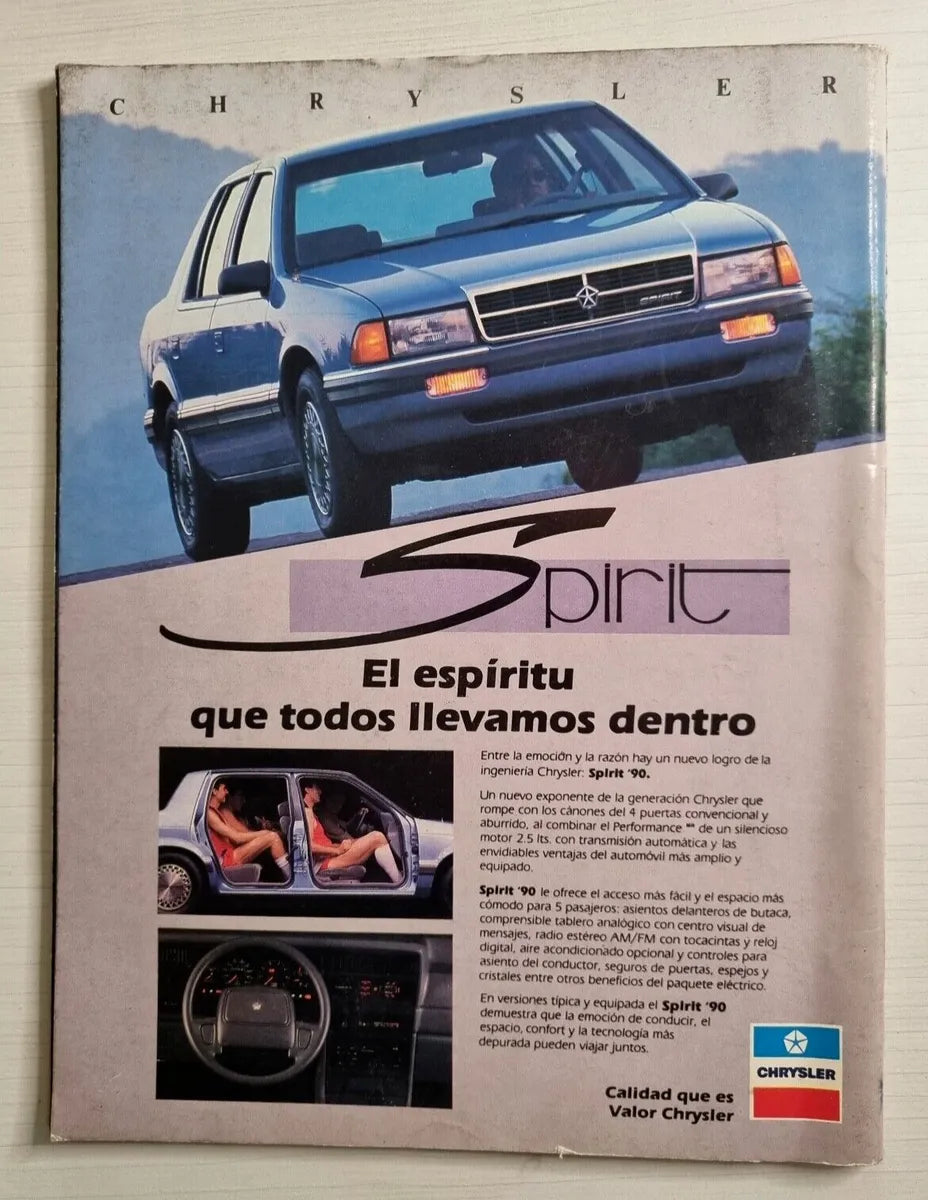 CHRYSLER
SPIRIT
Spirit
El espíritu
que todos llevamos dentro
Entre la emoción y la razón hay un nuevo logro de la
ingeniería Chrysler: Spirit '90.
Un nuevo exponente de la generación Chrysler que
rompe con los cánones del 4 puertas convencional y
aburrido, al combinar el Performance de un silencioso
motor 2.5 lts. con transmisión automática y las
envidiables ventajas del automóvil más amplio y
equipado.
Spirit '90 le ofrece el acceso más fácil y el espacio más
cómodo para 5 pasajeros: asientos delanteros de butaca,
comprensible tablero analógico con centro visual de
mensajes, radio estéreo AM/FM con tocacintas y reloj
digital, aire acondicionado opcional y controles para
asiento del conductor, seguros de puertas, espejos y
cristales entre otros beneficios del paquete eléctrico.
En versiones típica y equipada el Spirit '90
demuestra que la emoción de conducir, el
espacio, confort y la tecnología más
depurada pueden viajar juntos.
CHRYSLER
Calidad que es
Valor Chrysler